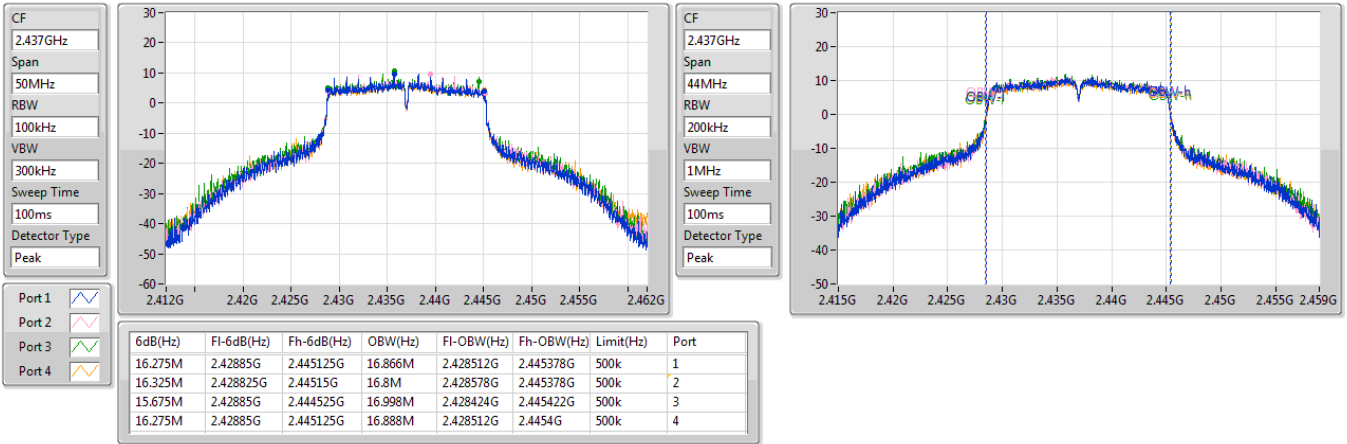 CF
2.437GHz
Span
50MHz
RBW
100kHz
VBW
300kHz
Sweep Time
100ms
Detector Type
Peak
30
20
10
0
-10
-20
-30
-40
-50
-60
2.412G 2.42G 2.425G 2.43G 2.435G 2.44G 2.445G 2.45G 2.455G 2.462G
CF
2.437GHz
Span
44MHz
RBW
200kHz
VBW
1MHz
Sweep Time
100ms
Detector Type
Peak
30
20
10
0
-10
-20
-30
-40
-50
OBW-l OBW-h
2.415G 2.42G 2.425G 2.43G 2.435G 2.44G 2.445G 2.45G 2.455G 2.459G
Port 1
Port 2
Port 3
Port 4
6dB(Hz) Fl-6dB(Hz) Fh-6dB(Hz) OBW(Hz) Fl-OBW(Hz) Fh-OBW(Hz) Limit(Hz) Port
16.275M 2.42885G 2.445125G 16.866M 2.428512G 2.445378G 500k 1
16.325M 2.428825G 2.44515G 16.8M 2.428578G 2.445378G 500k 2
15.675M 2.42885G 2.444525G 16.998M 2.428424G 2.445422G 500k 3
16.275M 2.42885G 2.445125G 16.888M 2.428512G 2.4454G 500k 4